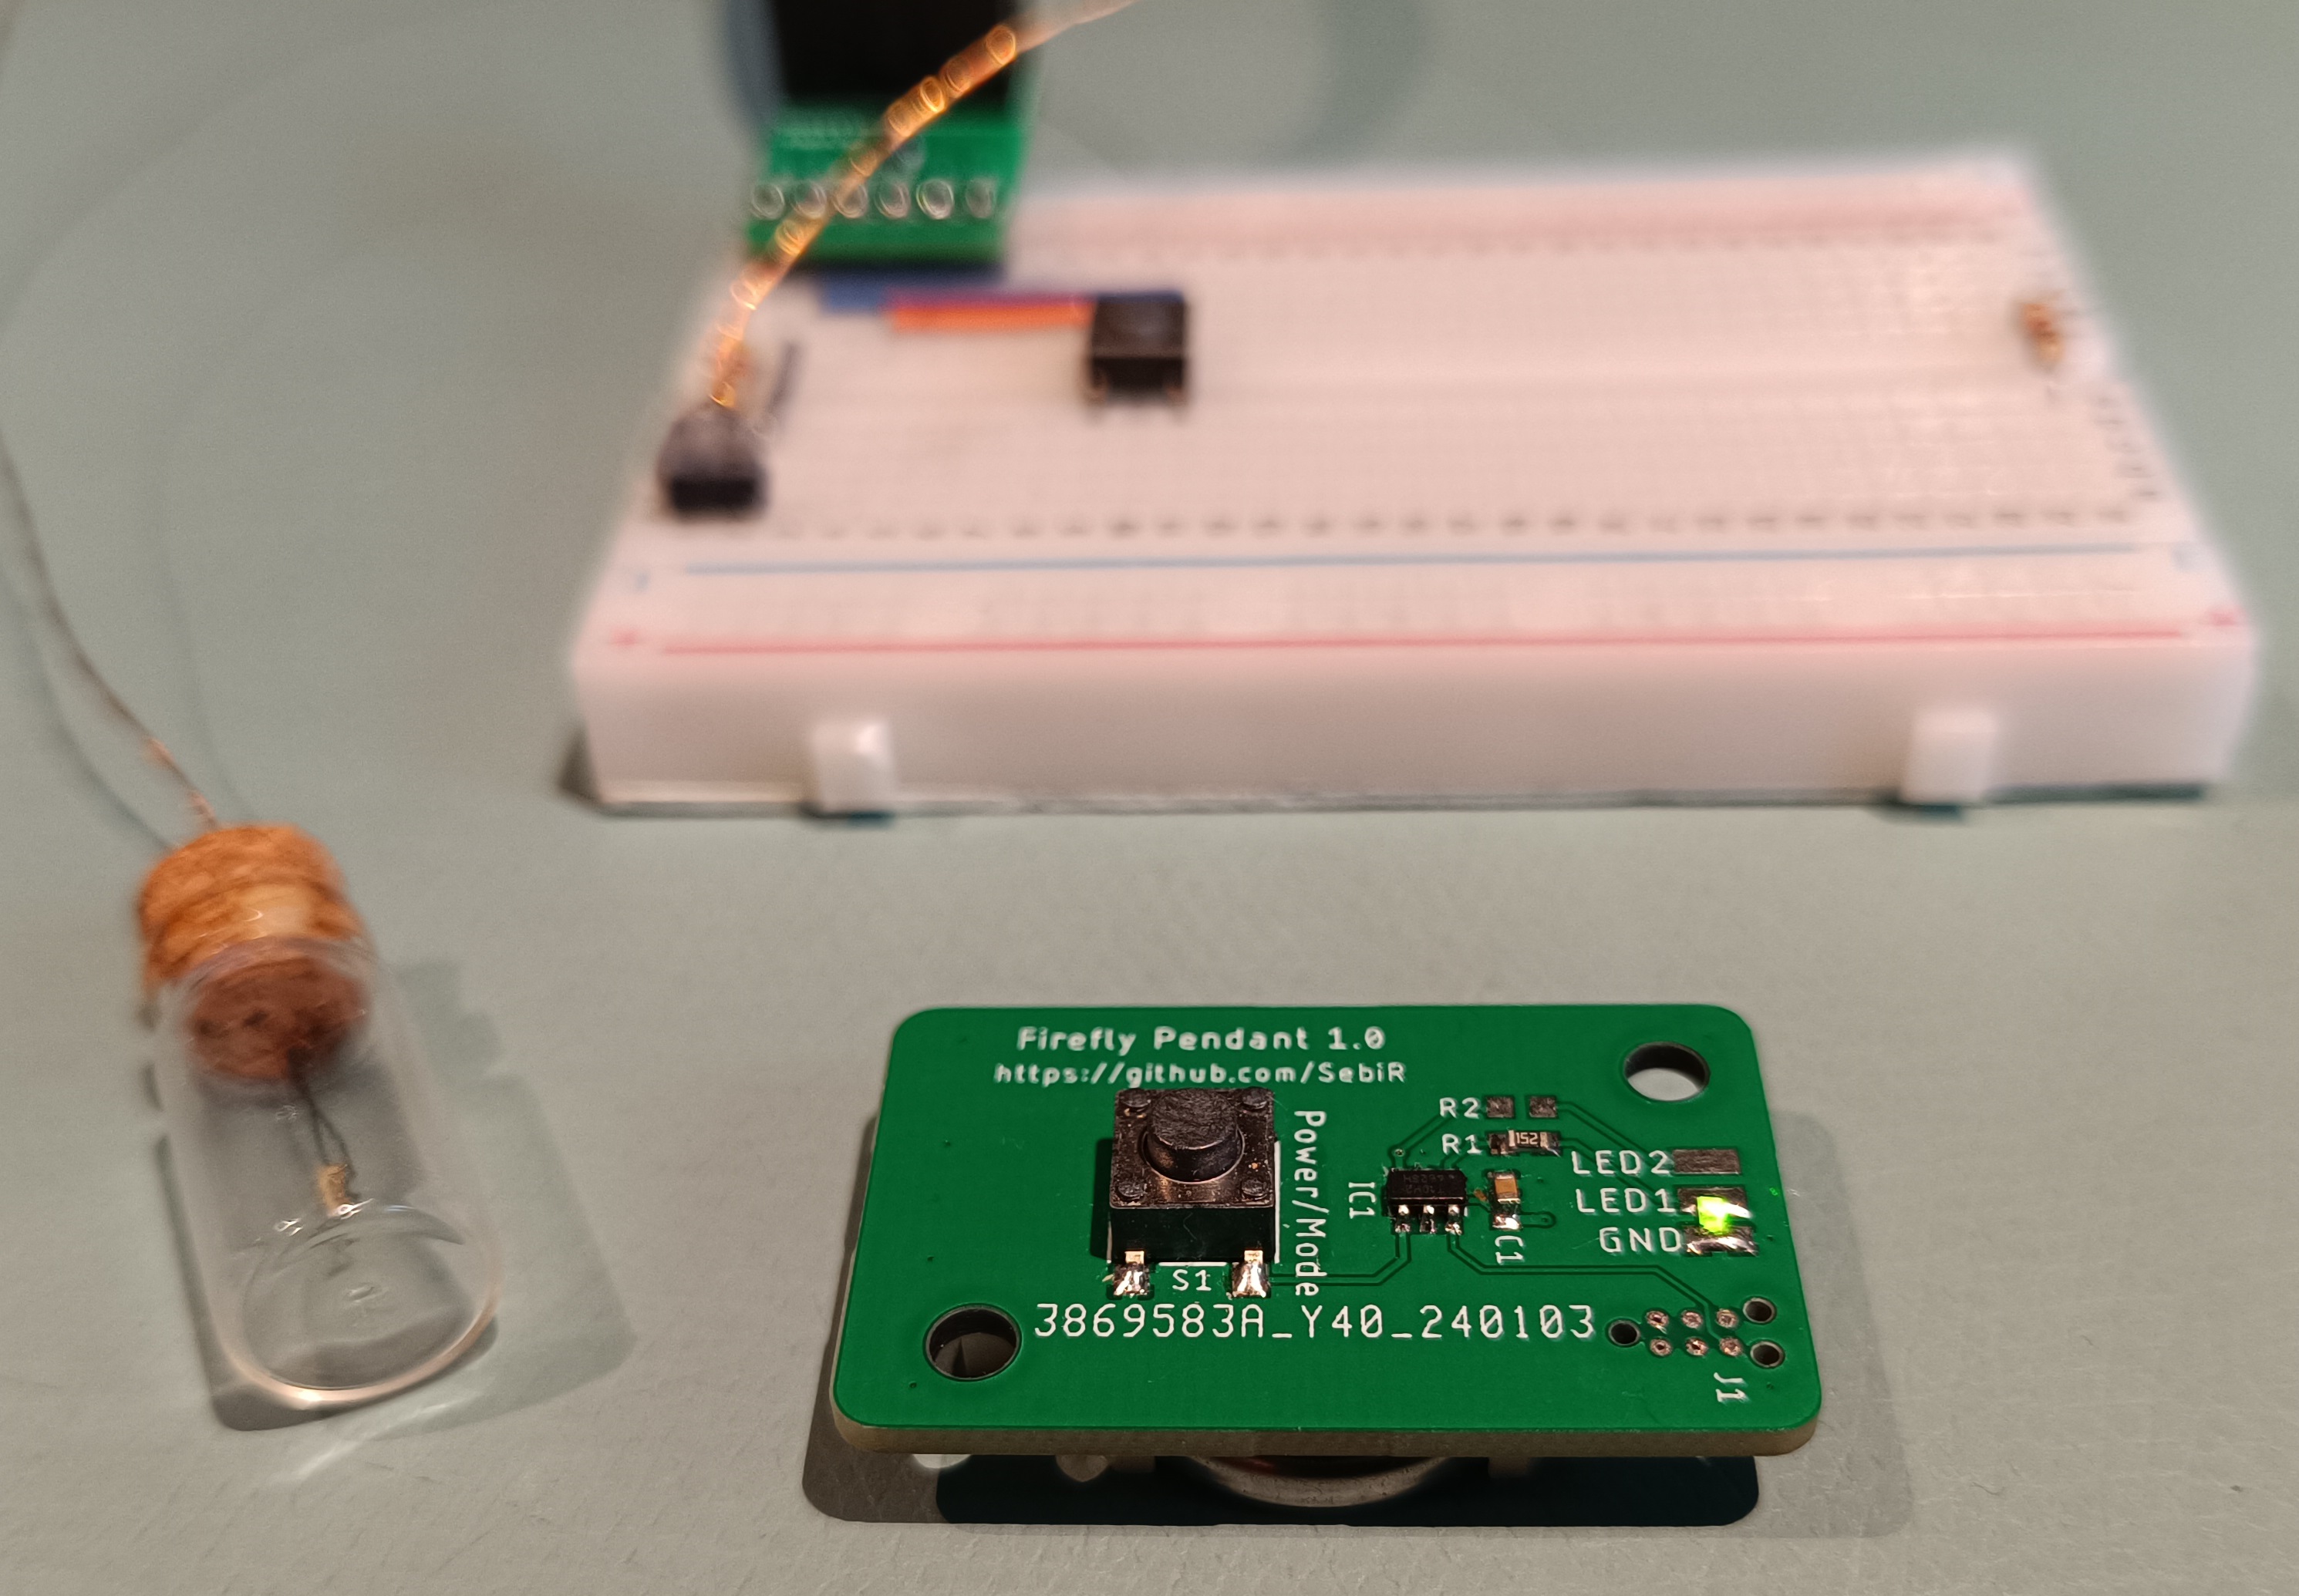 Firefly Pendant 1.0
https://github.com/SebiR
Power/Mode
R2
R1
152
LED2
LED1
GND
IC1
C1
S1
3869583A_Y40_240103
J1